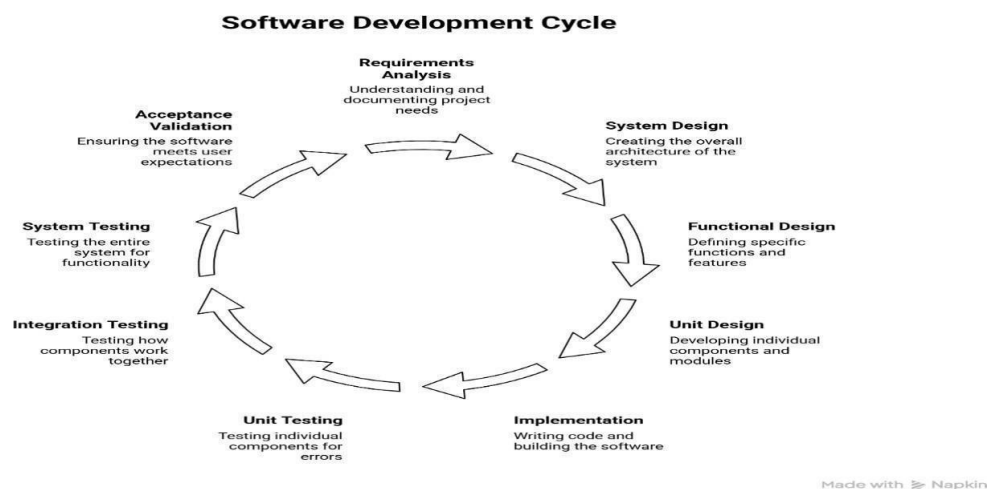 Software Development Cycle
Requirements
Analysis
Understanding and
documenting project
needs
System Design
Creating the overall
architecture of the
system
Functional Design
Defining specific
functions and
features
Unit Design
Developing individual
components and
modules
Implementation
Writing code and
building the software
Unit Testing
Testing individual
components for
errors
Integration Testing
Testing how
components work
together
System Testing
Testing the entire
system for
functionality
Acceptance
Validation
Ensuring the software
meets user
expectations
Made with Napkin